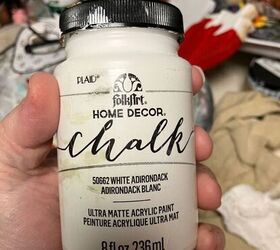 PLAID®
FolkArt®
HOME DECOR®
chalk
50662 WHITE ADIRONDACK
ADIRONDACK BLANC
ULTRA MATTE ACRYLIC PAINT
PEINTURE ACRYLIQUE ULTRA MAT
8 fl oz 236 mL